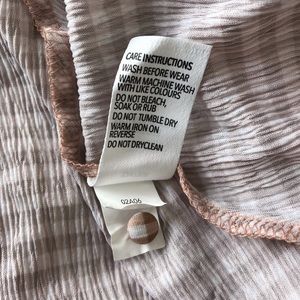 CARE INSTRUCTIONS
WASH BEFORE WEAR
WARM MACHINE WASH
WITH LIKE COLOURS
DO NOT BLEACH,
SOAK OR RUB
DO NOT TUMBLE DRY
WARM IRON ON
REVERSE
DO NOT DRYCLEAN
02A06